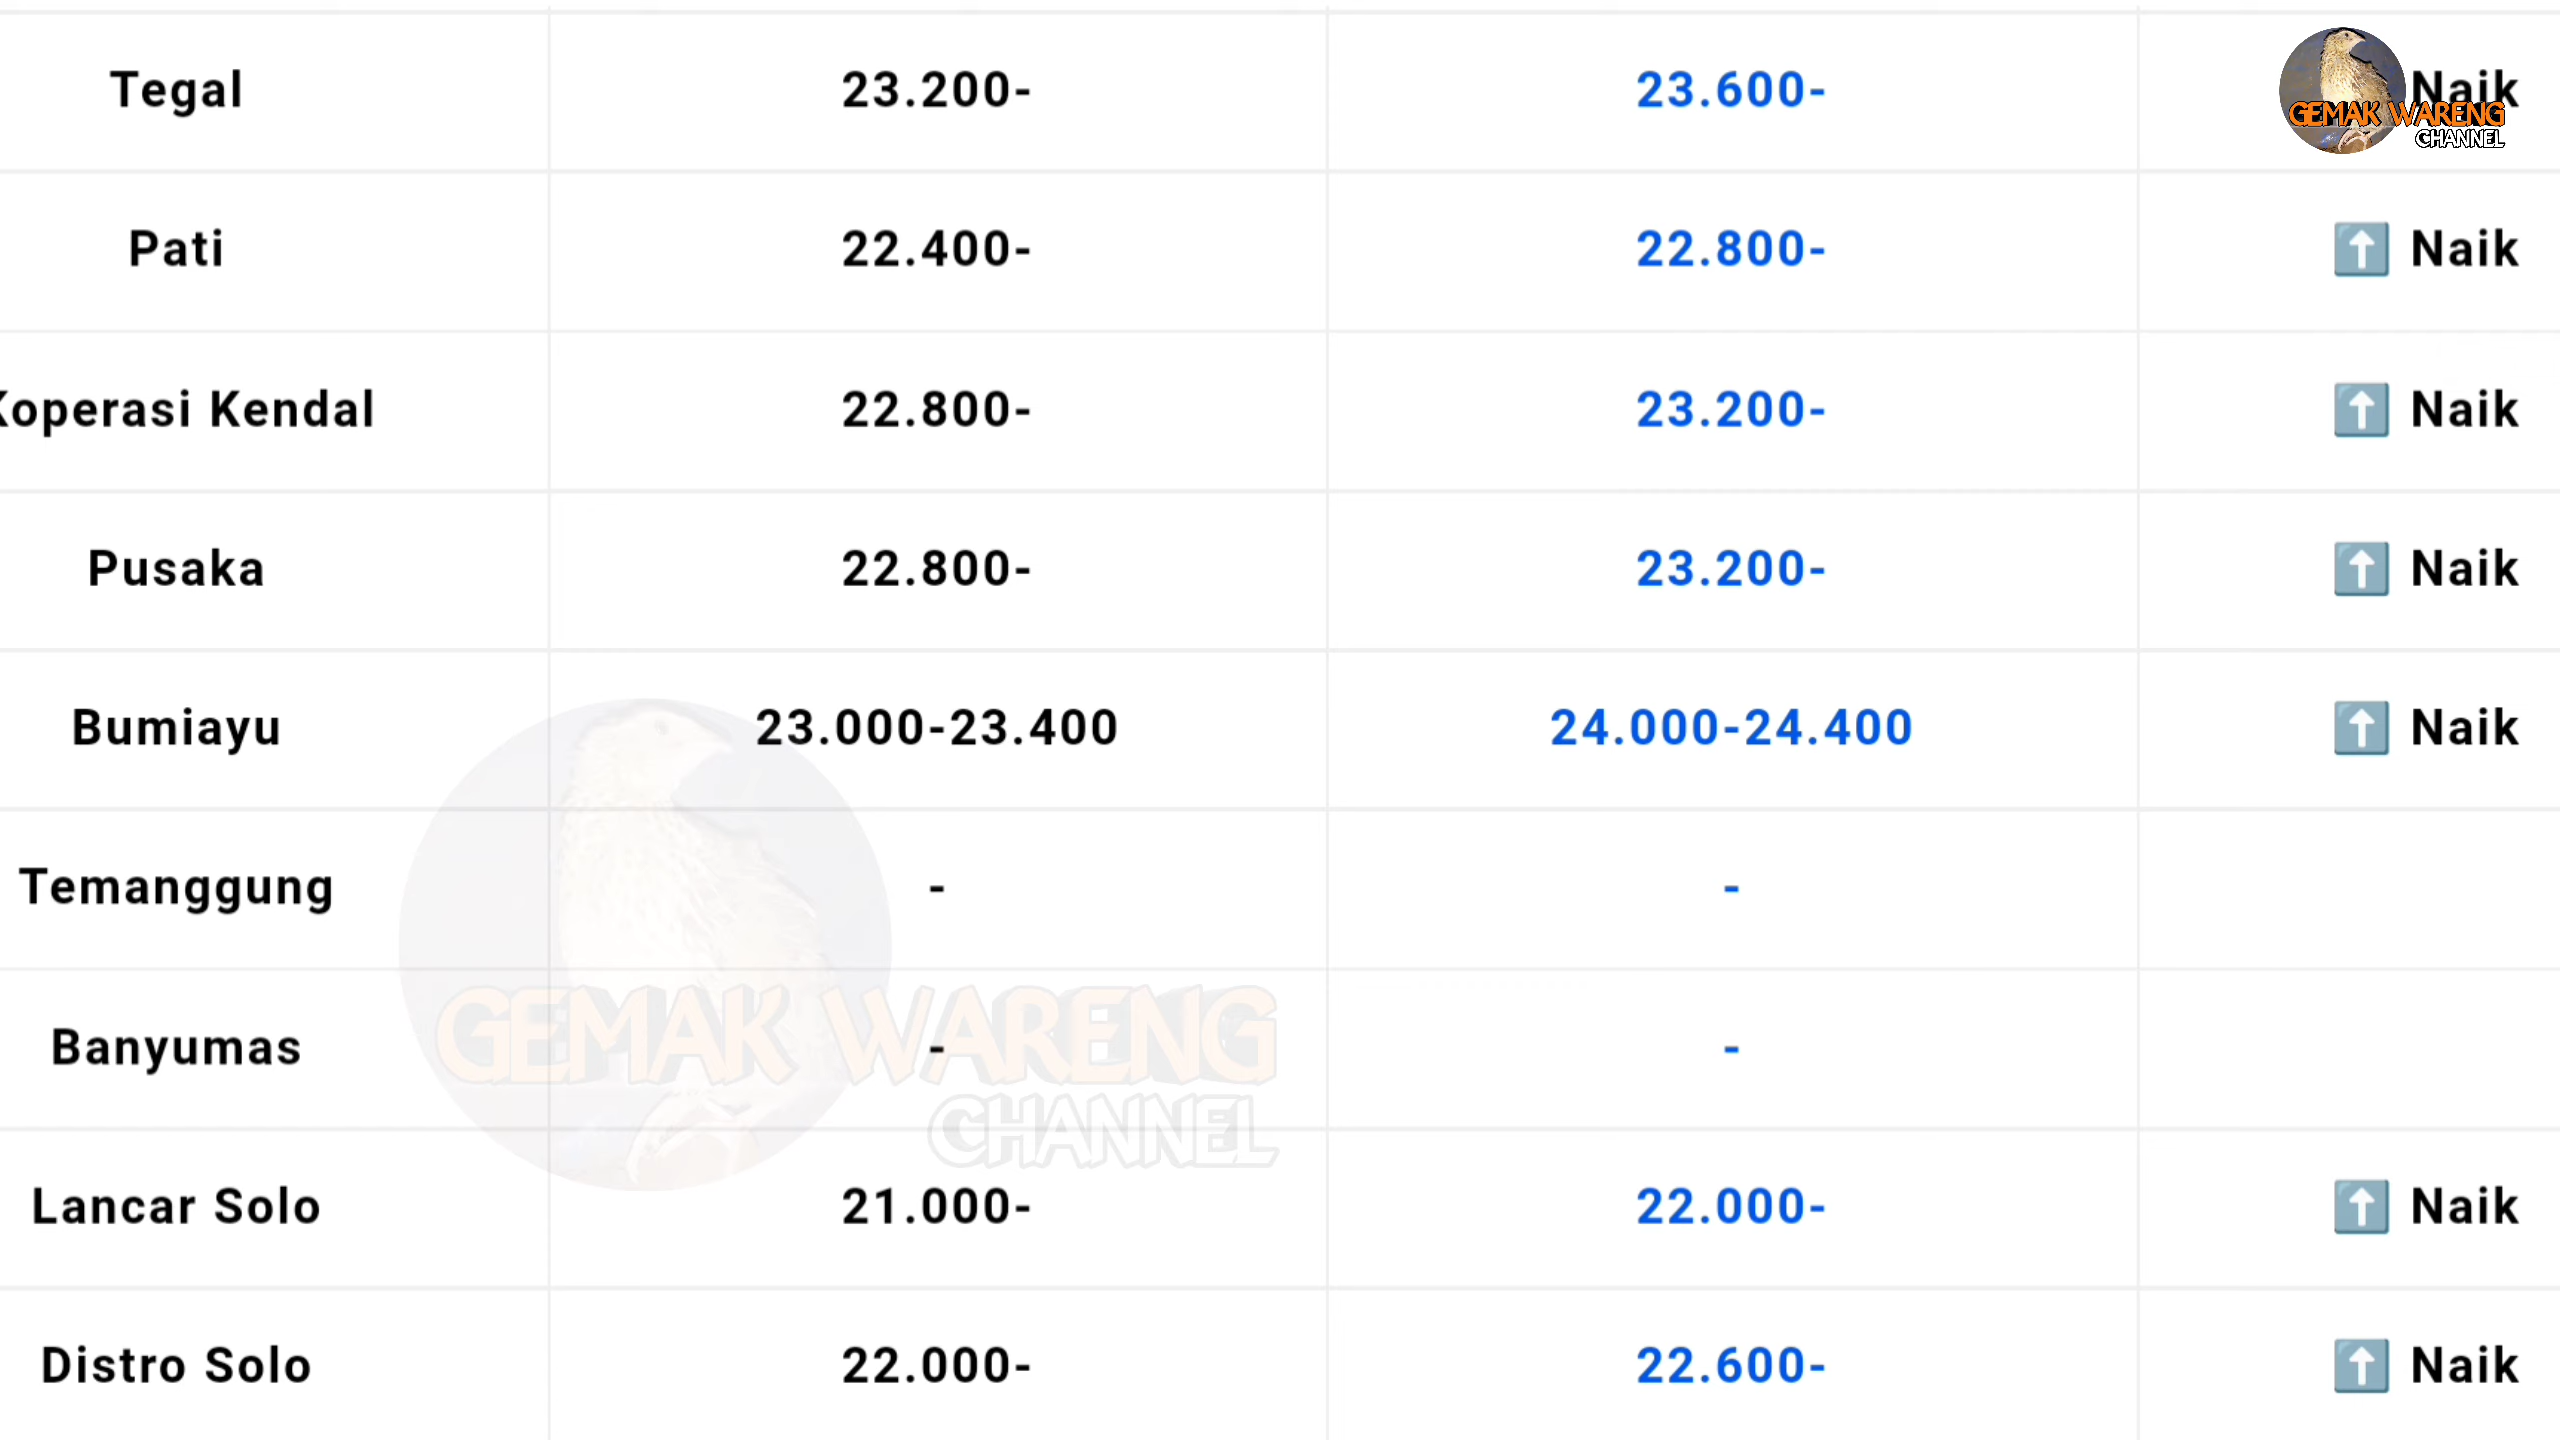 Tegal 23.200- 23.600- Naik
GEMAK WARENG
CHANNEL
Pati 22.400- 22.800- Naik
Koperasi Kendal 22.800- 23.200- Naik
Pusaka 22.800- 23.200- Naik
Bumiayu 23.000-23.400 24.000-24.400 Naik
Temanggung - -
Banyumas - -
GEMAK WARENG
CHANNEL
Lancar Solo 21.000- 22.000- Naik
Distro Solo 22.000- 22.600- Naik